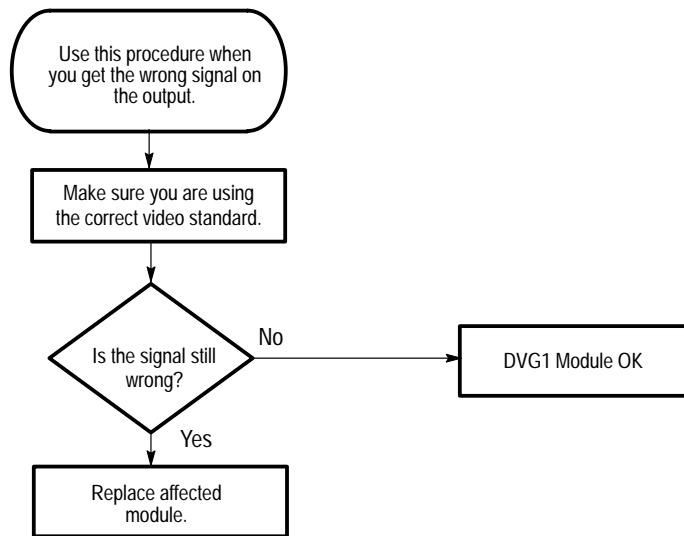 Use this procedure when
you get the wrong signal on
the output.
Make sure you are using
the correct video standard.
Is the signal still
wrong?
No
DVG1 Module OK
Yes
Replace affected
module.